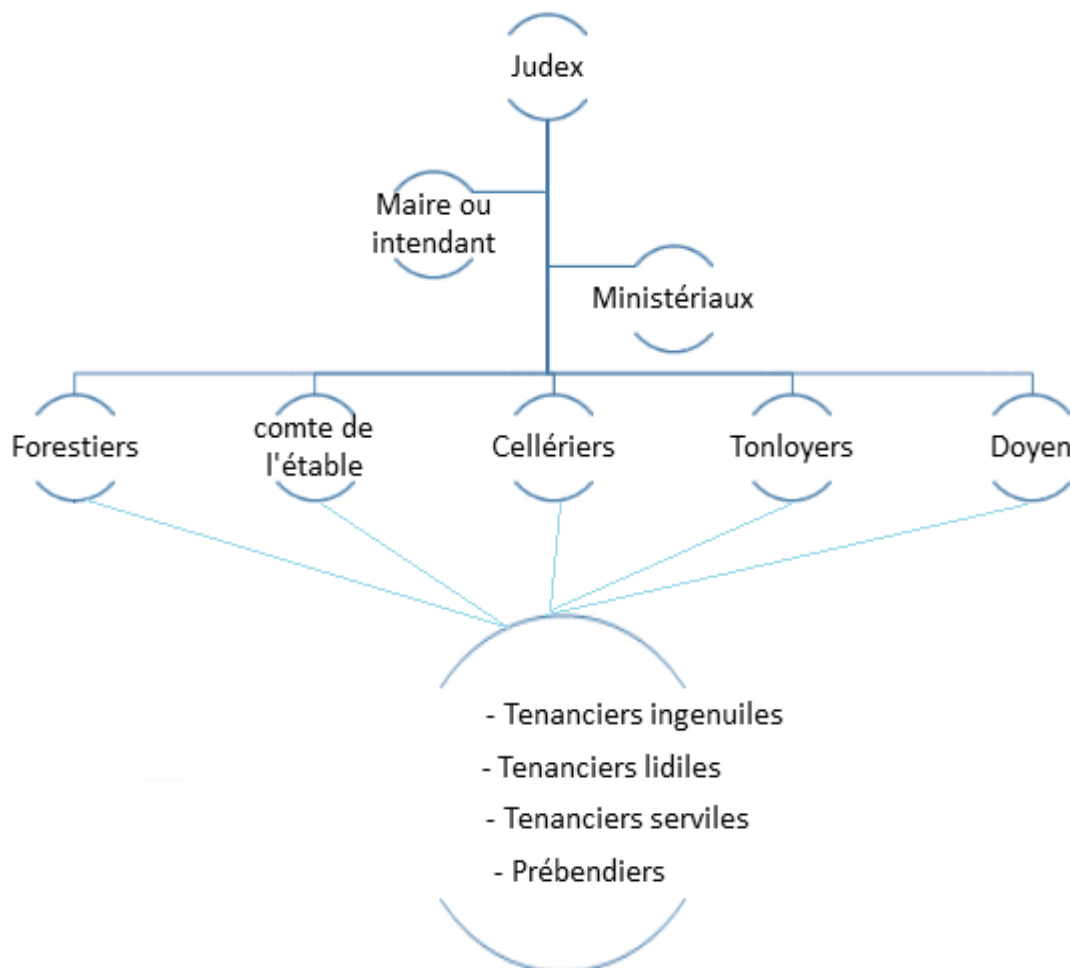 Judex
Maire ou
intendant
Ministériaux
Forestiers
comte de
l'étable
Cellériers
Tonloyers
Doyen
- Tenanciers ingenuiles
- Tenanciers lidiles
- Tenanciers serviles
- Prébendiers